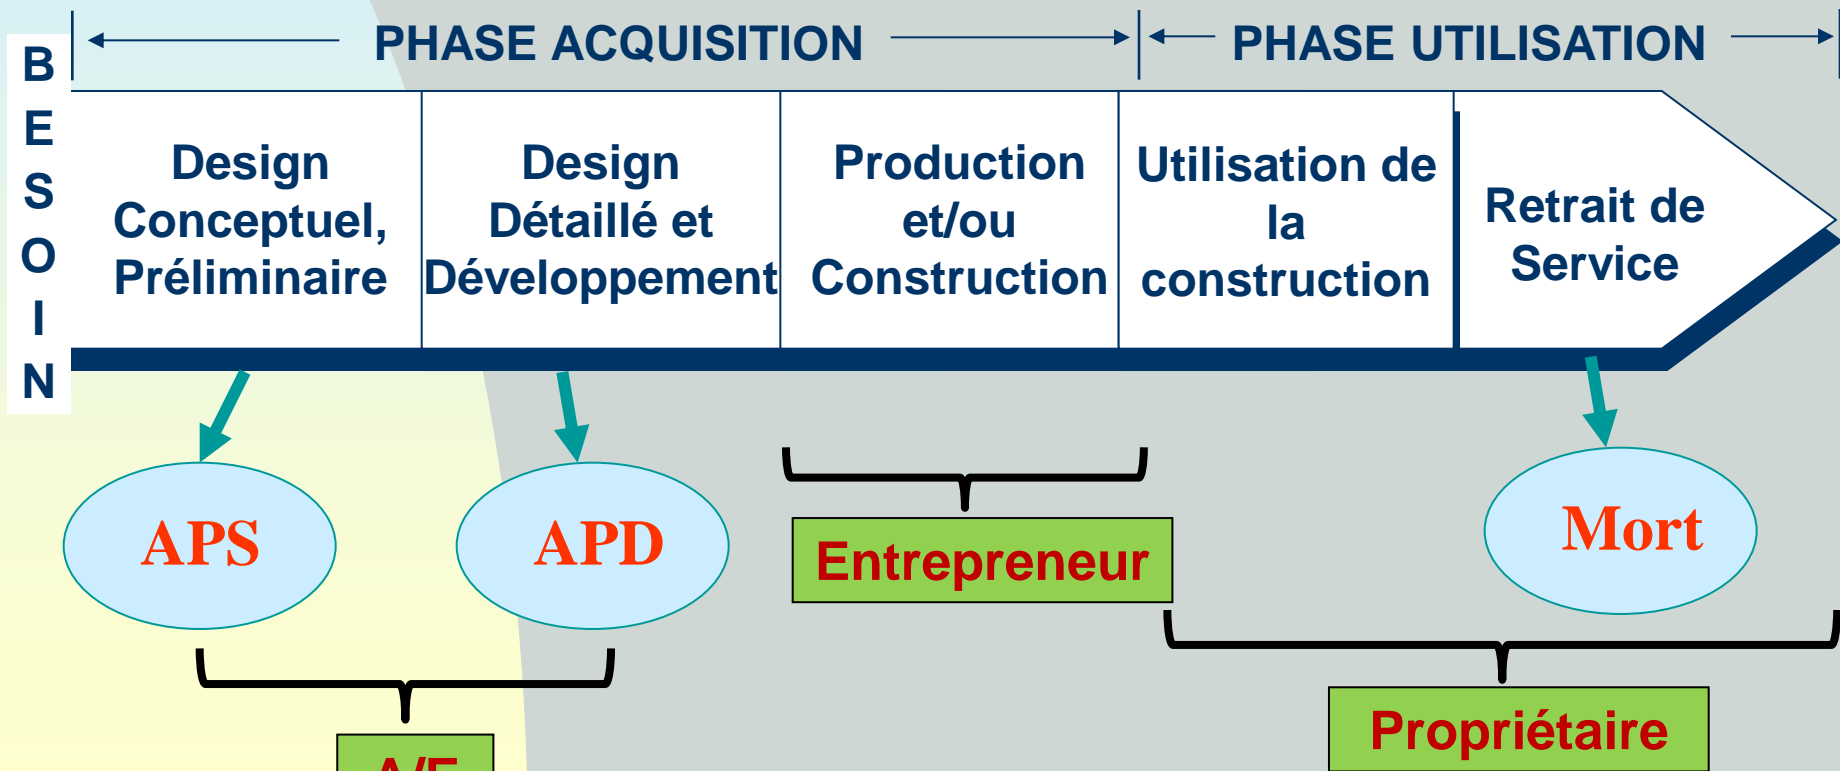 PHASE ACQUISITION
PHASE UTILISATION
B
E
S
O
I
N
Design
Conceptuel,
Préliminaire
Design
Détaillé et
Développement
Production
et/ou
Construction
Utilisation de
la
construction
Retrait de
Service
APS
APD
Entrepreneur
Mort
Propriétaire